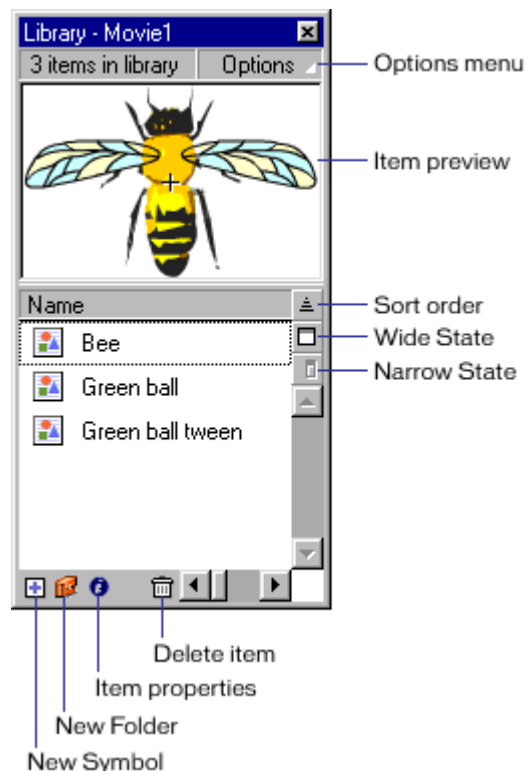 Library - Movie1
3 items in library Options
Options menu
Item preview
Name
Sort order
Bee
Wide State
Narrow State
Green ball
Green ball tween
Delete item
Item properties
New Folder
New Symbol